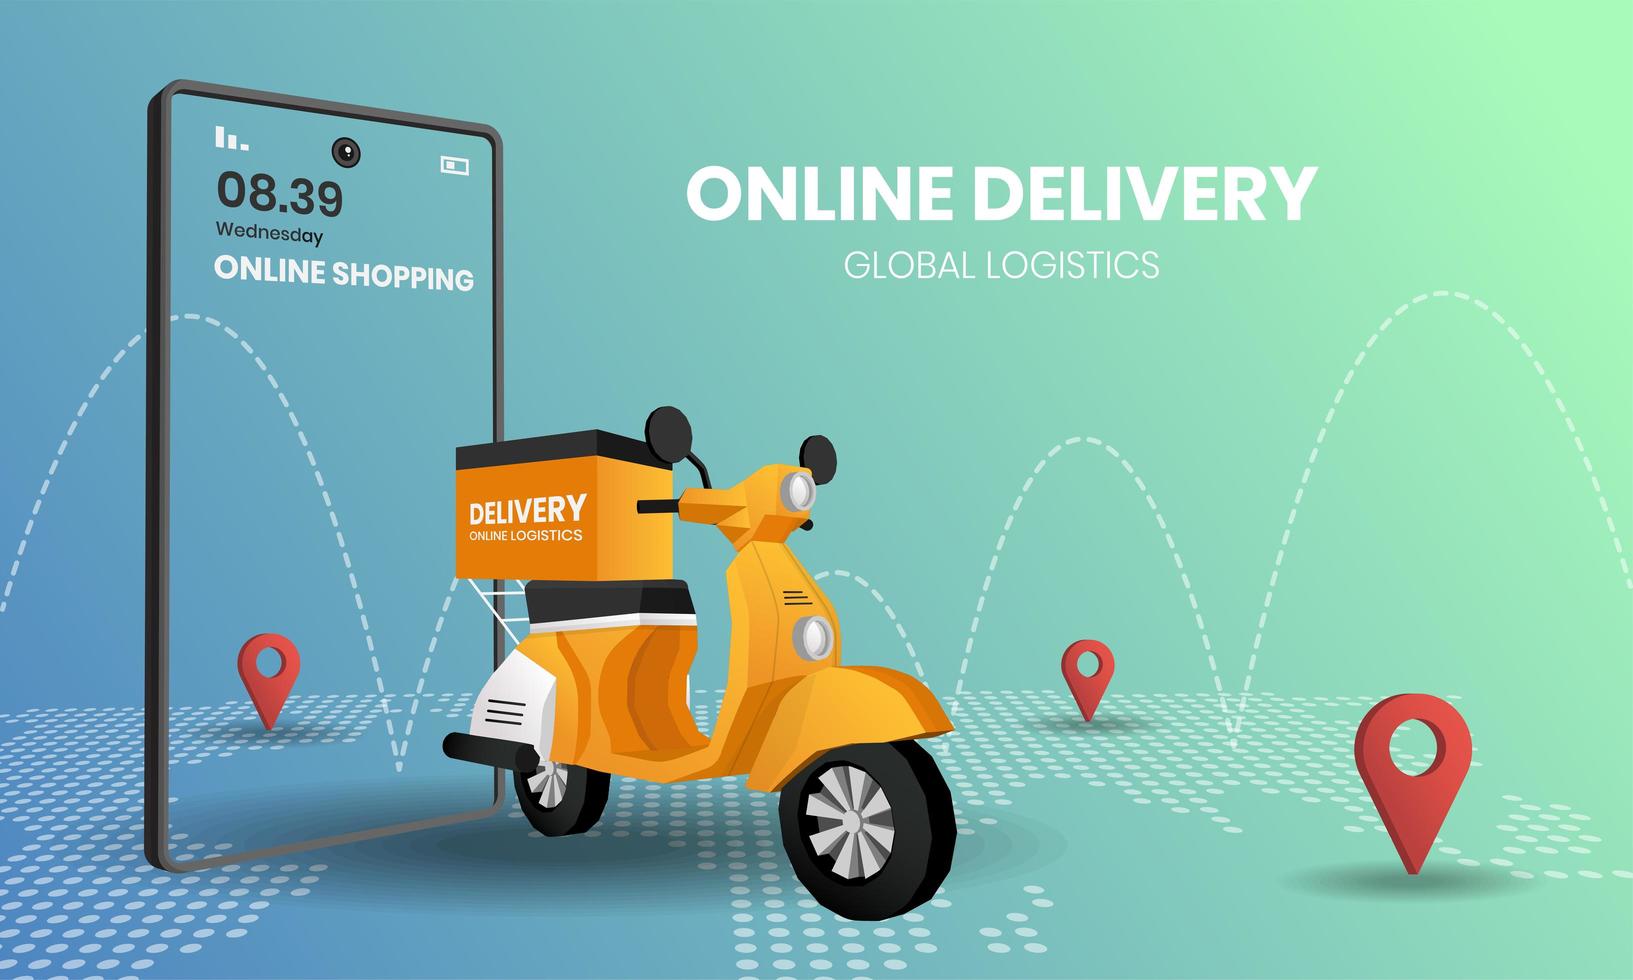 08.39
Wednesday
ONLINE SHOPPING
ONLINE DELIVERY
GLOBAL LOGISTICS
DELIVERY
ONLINE LOGISTICS